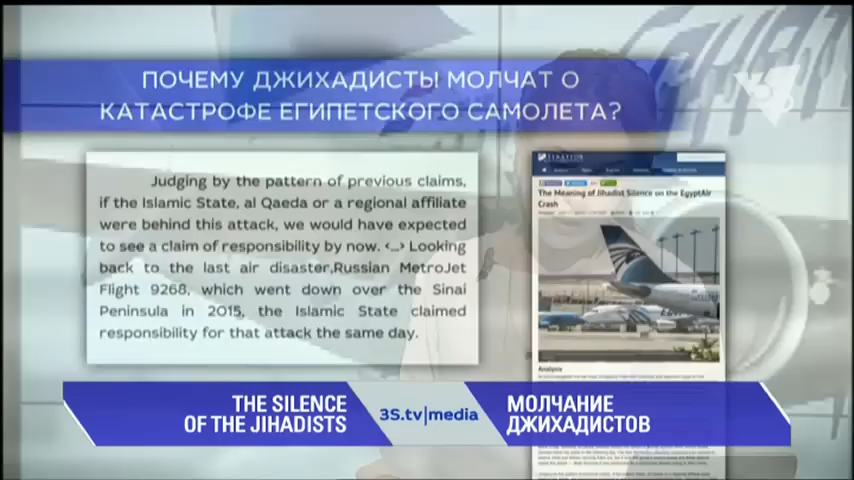 ПОЧЕМУ ДЖИХАДИСТЫ МОЛЧАТ О
КАТАСТРОФЕ ЕГИПЕТСКОГО САМОЛЕТА?
Judging by the pattern of previous claims,
if the Islamic State, al Qaeda or a regional affiliate
were behind this attack, we would have expected
to see a claim of responsibility by now. <...> Looking
back to the last air disaster,Russian MetroJet
Flight 9268, which went down over the Sinai
Peninsula in 2015, the Islamic State claimed
responsibility for that attack the same day.
The Meaning of Jihadist Silence on the EgyptAir
Crash
Analysis
THE SILENCE
OF THE JIHADISTS
3S.tv|media
МОЛЧАНИЕ
ДЖИХАДИСТОВ